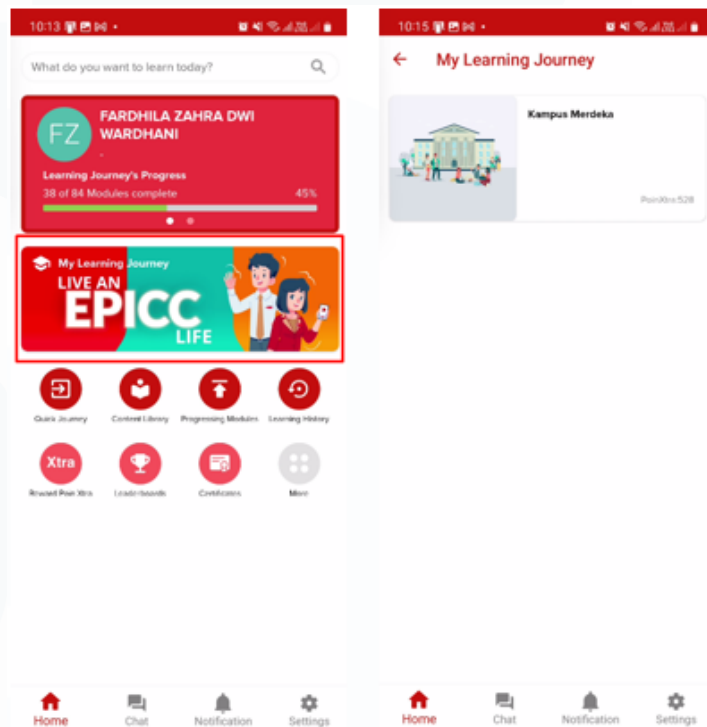 10:13
What do you want to learn today?
FZ
FARDHILA ZAHRA DWI
WARDHANI
-
Learning Journey's Progress
38 of 84 Modules complete 45%
My Learning Journey
LIVE AN
EPICC
LIFE
Quick Journey Content Library Progressing Modules Learning History
Xtra
Reward Poin Xtra Leaderboards Certificates More
Home Chat Notification Settings
10:15
My Learning Journey
Kampus Merdeka
PoinXtra:528
Home Chat Notification Settings